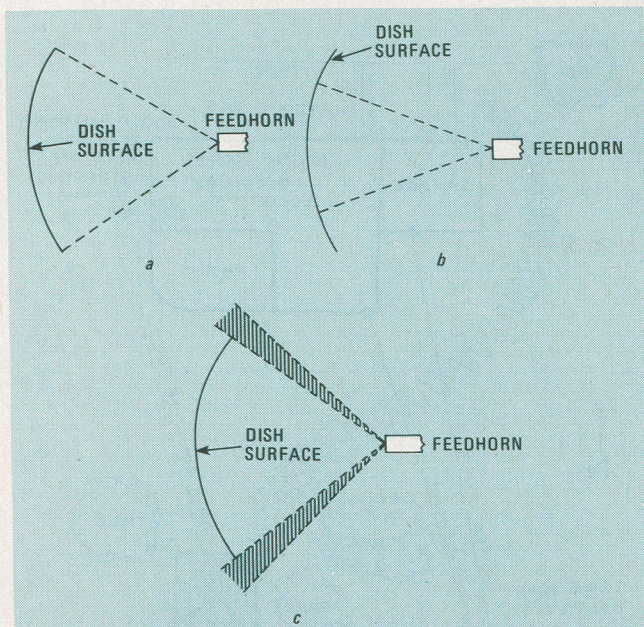 DISH
SURFACE
FEEDHORN
a
DISH
SURFACE
FEEDHORN
b
DISH
SURFACE
FEEDHORN
c